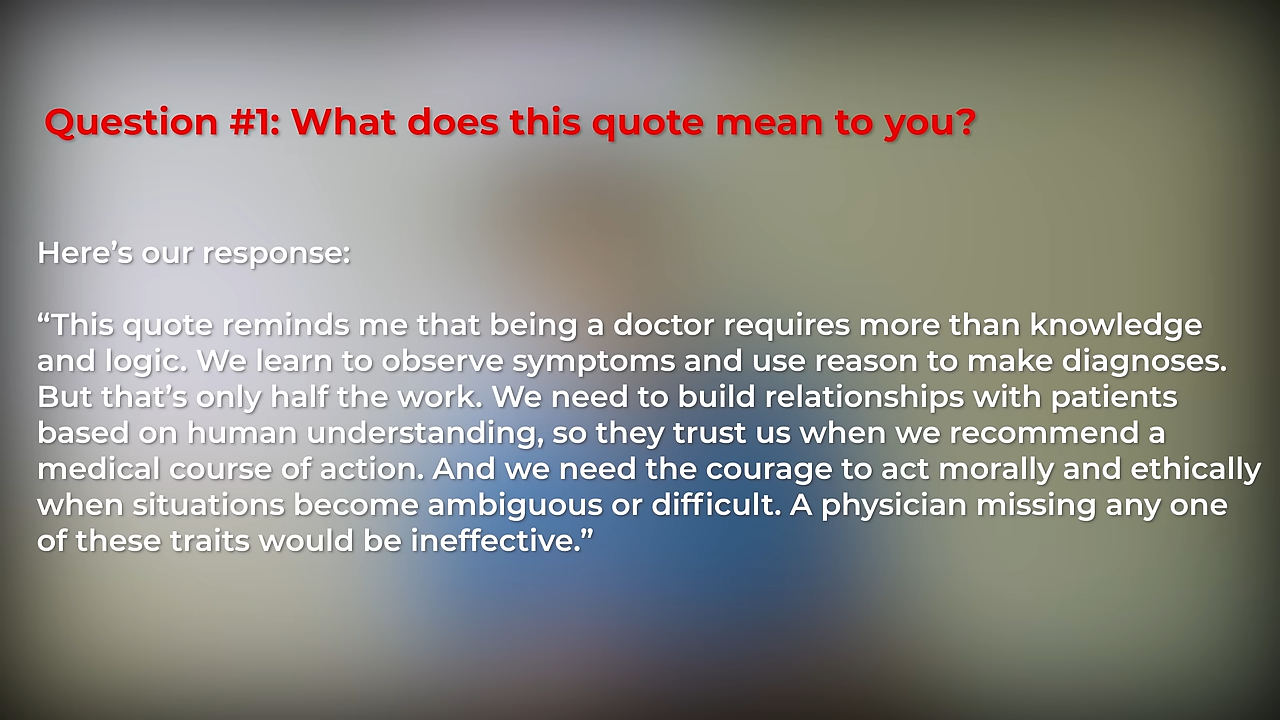 Question #1: What does this quote mean to you?
Here’s our response:
“This quote reminds me that being a doctor requires more than knowledge
and logic. We learn to observe symptoms and use reason to make diagnoses.
But that’s only half the work. We need to build relationships with patients
based on human understanding, so they trust us when we recommend a
medical course of action. And we need the courage to act morally and ethically
when situations become ambiguous or difficult. A physician missing any one
of these traits would be ineffective.”